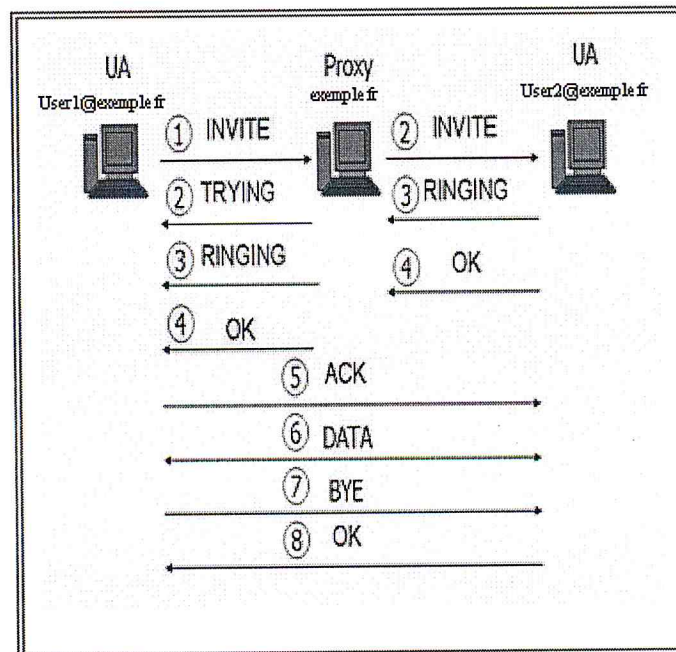 UA
Proxy
UA
User1@exemple fr
exemple fr
User2@exemple fr
1 INVITE
2 INVITE
2 TRYING
3 RINGING
3 RINGING
4 OK
4 OK
5 ACK
6 DATA
7 BYE
8 OK